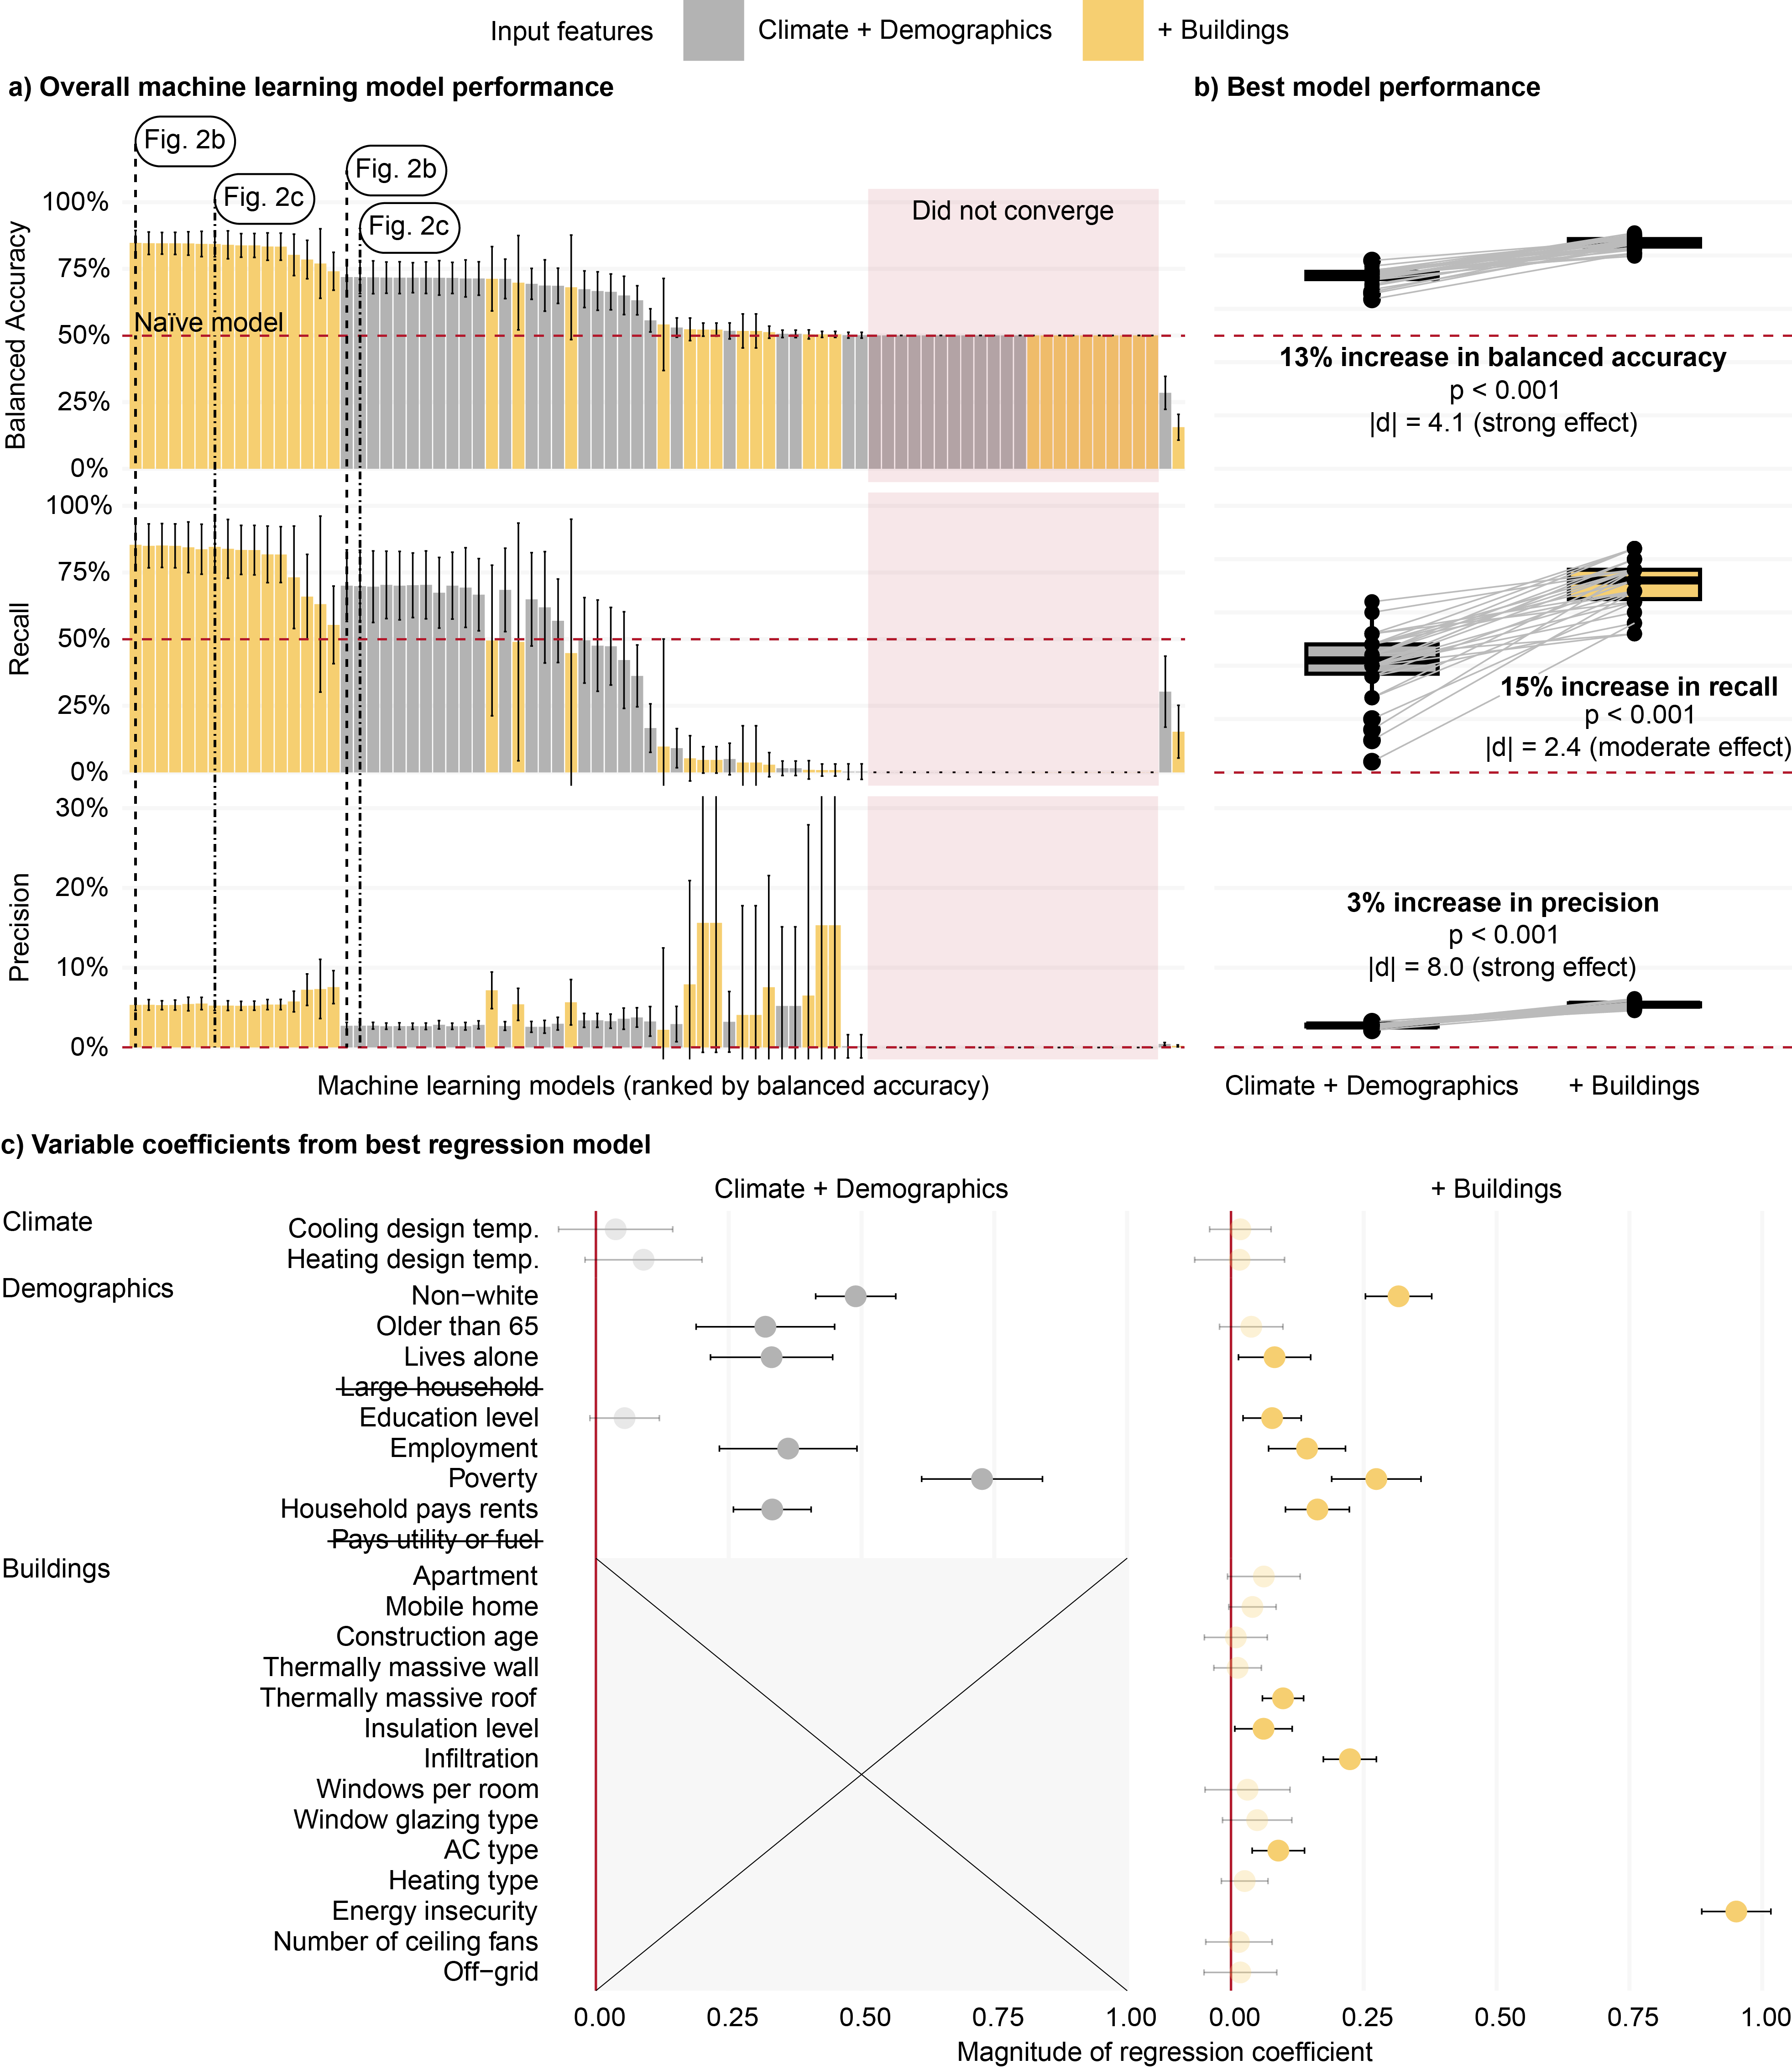 Input features Climate + Demographics + Buildings
a) Overall machine learning model performance
b) Best model performance
Fig. 2b
Fig. 2b
Fig. 2c
Fig. 2c
Balanced Accuracy
100%
75%
50%
25%
0%
Did not converge
Naïve model
13% increase in balanced accuracy
p < 0.001
|d| = 4.1 (strong effect)
Recall
100%
75%
50%
25%
0%
15% increase in recall
p < 0.001
|d| = 2.4 (moderate effect)
Precision
30%
20%
10%
0%
3% increase in precision
p < 0.001
|d| = 8.0 (strong effect)
Machine learning models (ranked by balanced accuracy)
Climate + Demographics + Buildings
c) Variable coefficients from best regression model
Climate + Demographics + Buildings
Climate
Cooling design temp.
Heating design temp.
Demographics
Non−white
Older than 65
Lives alone
Large household
Education level
Employment
Poverty
Household pays rents
Pays utility or fuel
Buildings
Apartment
Mobile home
Construction age
Thermally massive wall
Thermally massive roof
Insulation level
Infiltration
Windows per room
Window glazing type
AC type
Heating type
Energy insecurity
Number of ceiling fans
Off−grid
0.00 0.25 0.50 0.75 1.00 0.00 0.25 0.50 0.75 1.00
Magnitude of regression coefficient